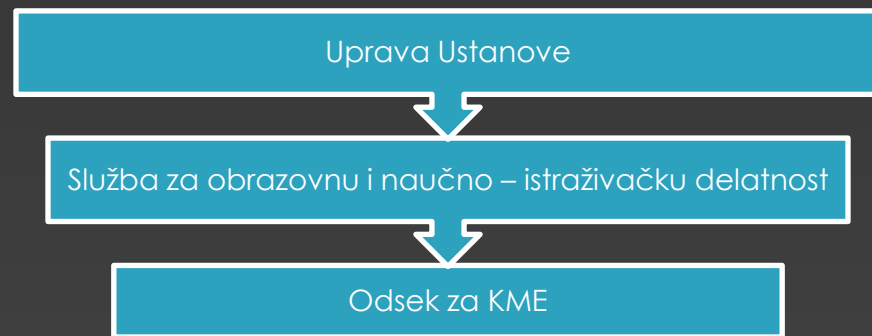 Uprava Ustanove
Služba za obrazovnu i naučno – istraživačku delatnost
Odsek za KME